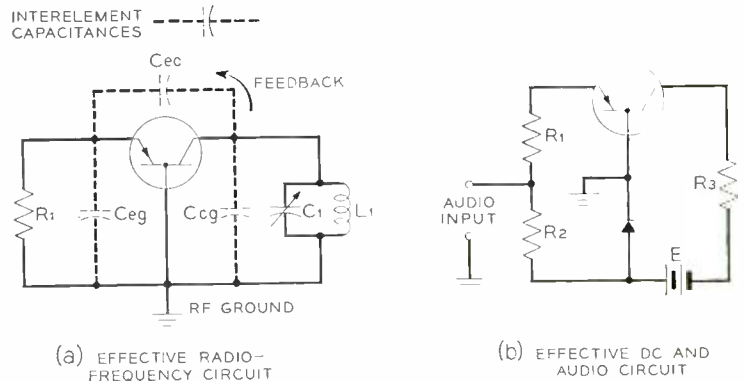 INTERELEMENT
CAPACITANCES
Cec
FEEDBACK
R1
Ceg
Ccg
C1
L1
RF GROUND
(a) EFFECTIVE RADIO-
FREQUENCY CIRCUIT
R1
AUDIO
INPUT
R2
R3
E
(b) EFFECTIVE DC AND
AUDIO CIRCUIT